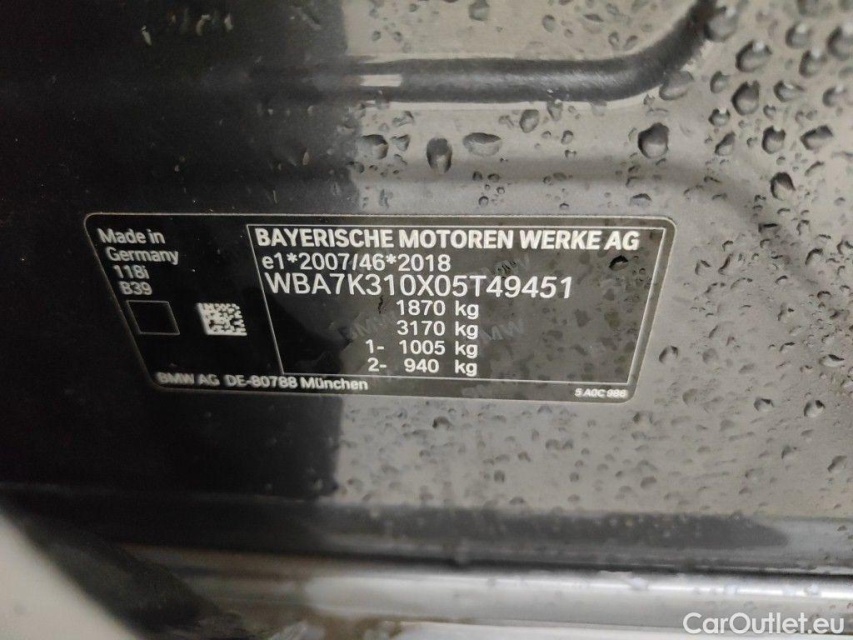 Made in
Germany
118i
B39
BAYERISCHE MOTOREN WERKE AG
e1*2007/46*2018
WBA7K310X05T49451
1870 kg
3170 kg
1- 1005 kg
2- 940 kg
BMW AG DE-80788 München
5 A0C 986
CarOutlet.eu